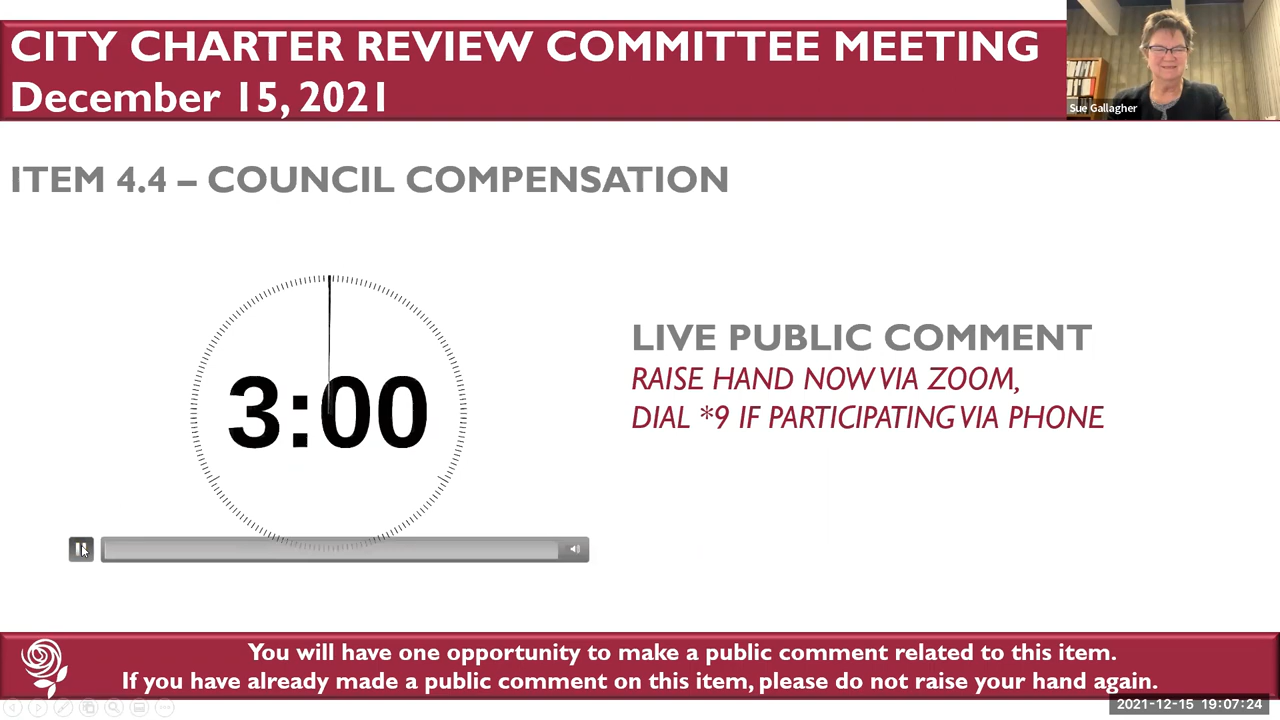 CITY CHARTER REVIEW COMMITTEE MEETING
December 15, 2021
Sue Gallagher
ITEM 4.4 – COUNCIL COMPENSATION
3:00
LIVE PUBLIC COMMENT
RAISE HAND NOW VIA ZOOM,
DIAL *9 IF PARTICIPATING VIA PHONE
You will have one opportunity to make a public comment related to this item.
If you have already made a public comment on this item, please do not raise your hand again.
2021-12-15 19:07:24